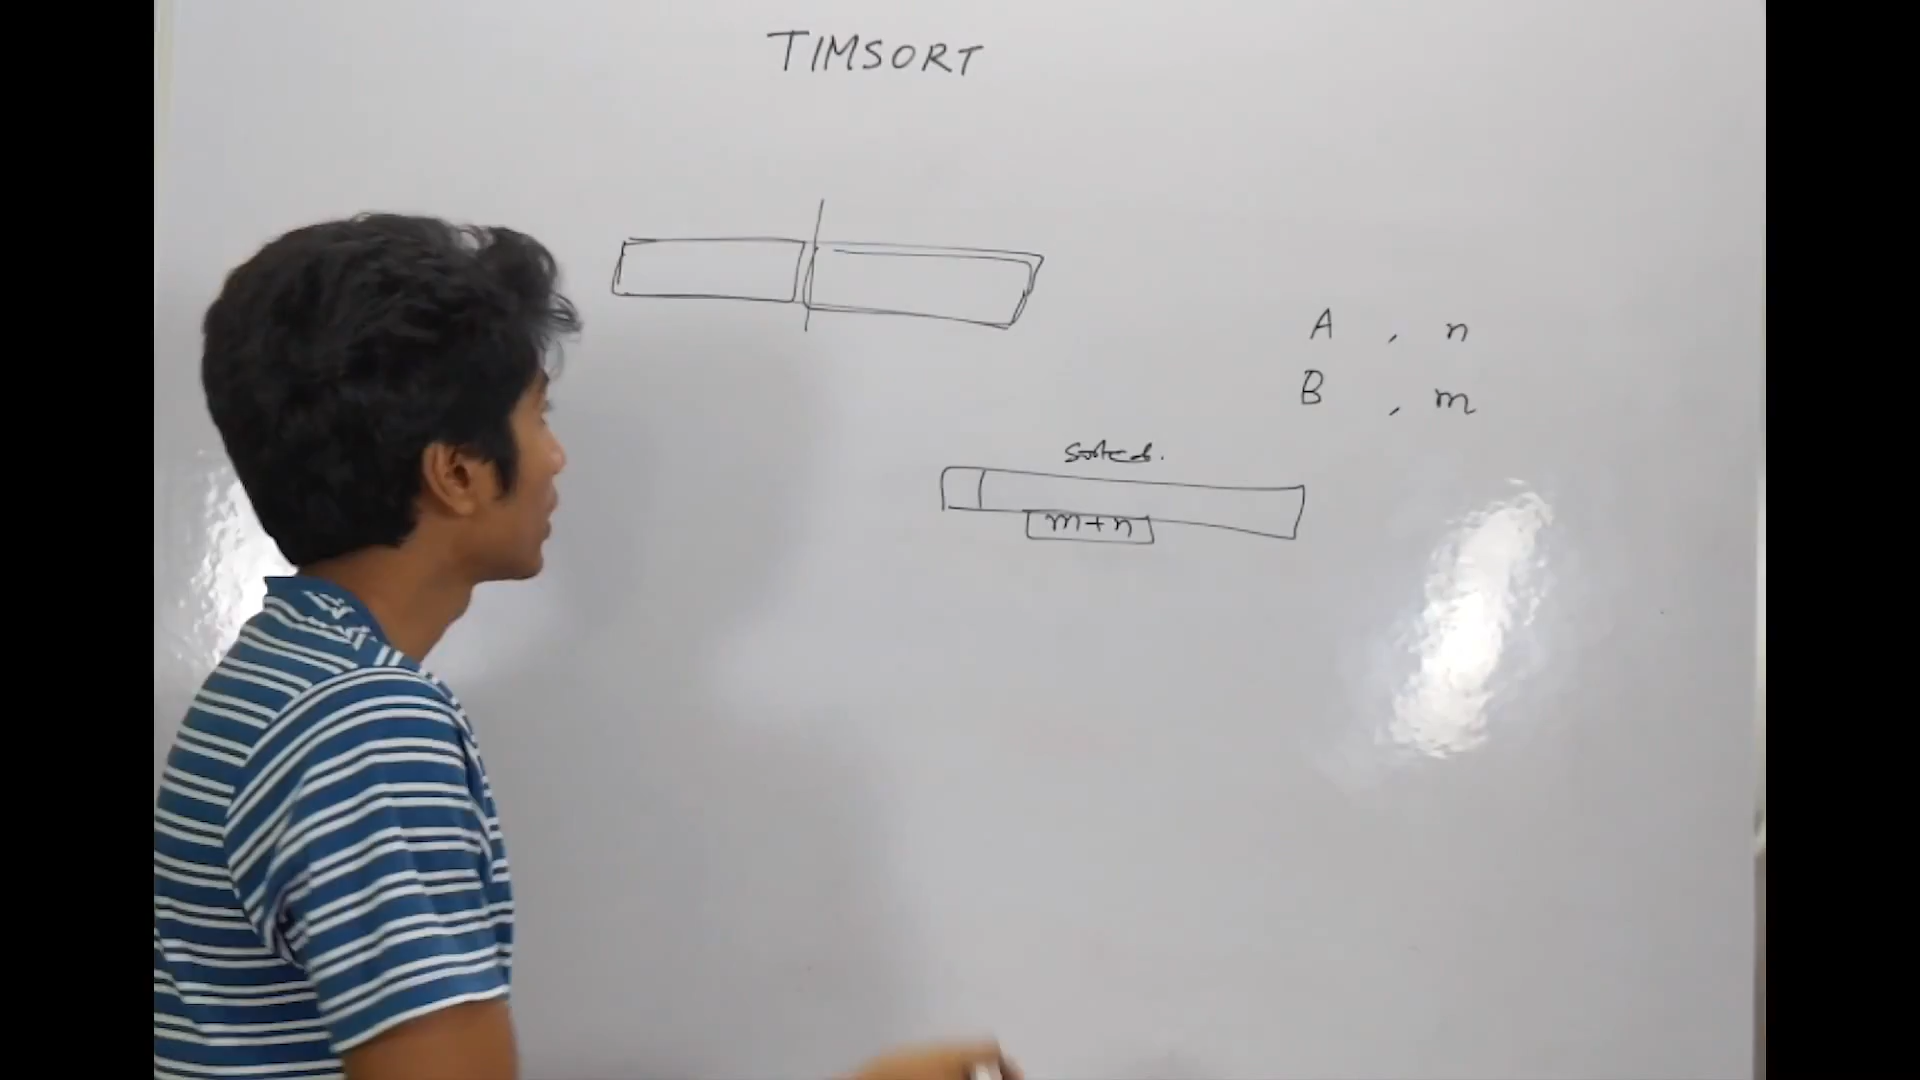 TIMSORT
A , n
B , m
sorted.
m+n